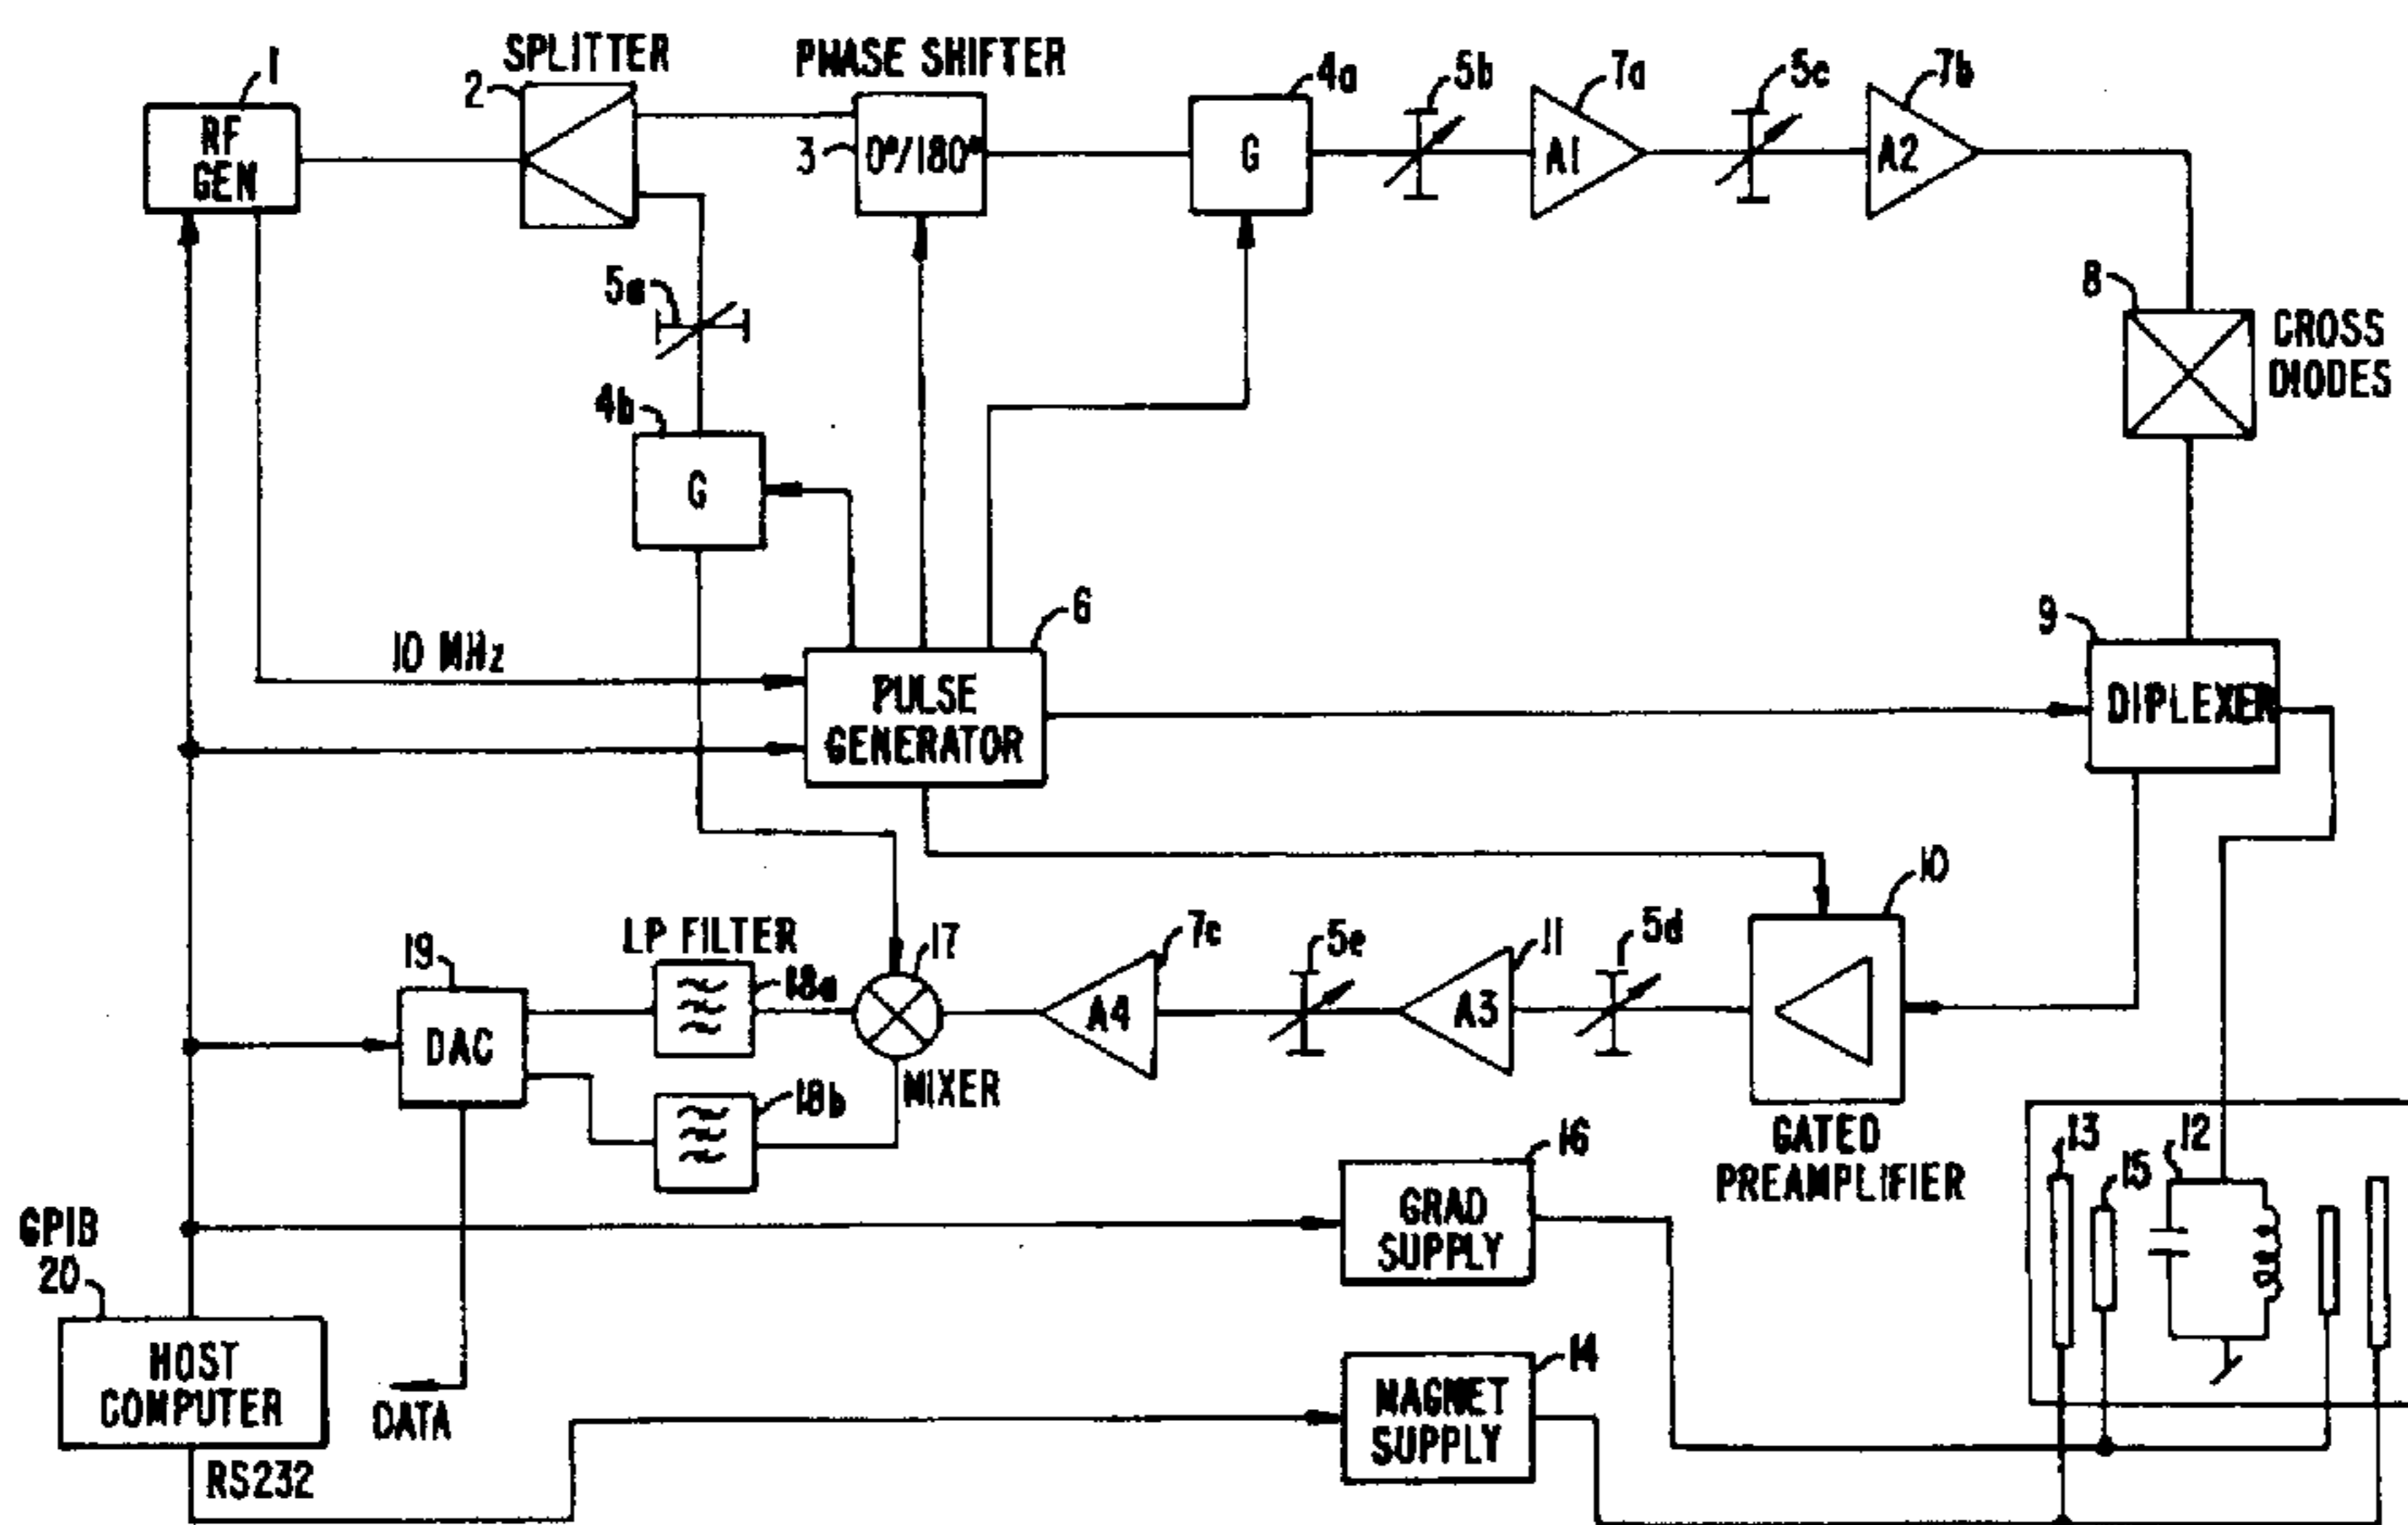 1
SPLITTER
2
PHASE SHIFTER
4a
5b
7a
5c
7b
RF
GEN
3
0°/180°
G
A1
A2
5a
8
CROSS
DIODES
4b
G
6
9
10 MHz
PULSE
GENERATOR
DIPLEXER
10
19
LP FILTER
17
7c
5e
11
5d
18a
DAC
A4
A3
18b
MIXER
GATED
PREAMPLIFIER
16
13
12
15
GPIB
20
GRAD
SUPPLY
14
HOST
COMPUTER
DATA
MAGNET
SUPPLY
RS232